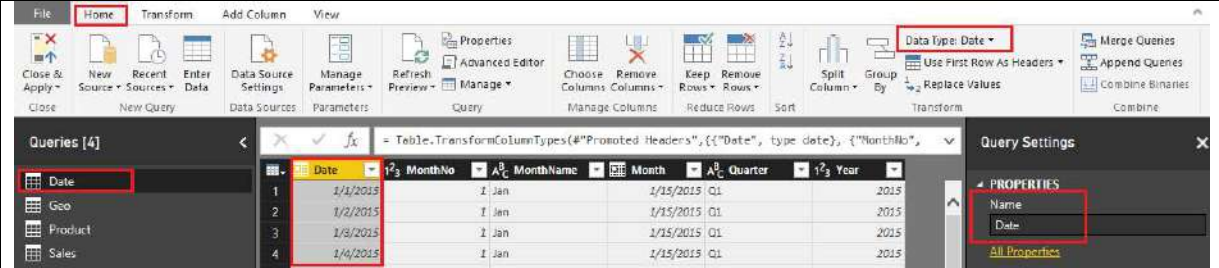 File Home Transform Add Column View
Close & Apply New Source Recent Sources Enter Data Data Source Settings Manage Parameters Refresh Preview Properties Advanced Editor Manage Choose Columns Remove Columns Keep Rows Remove Rows Split Column Group By Data Type: Date Use First Row As Headers Replace Values Merge Queries Append Queries Combine Binaries
Close New Query Data Sources Parameters Query Manage Columns Reduce Rows Sort Transform Combine
Queries [4] < fx = Table.TransformColumnTypes(#"Promoted Headers",{{"Date", type date}, {"MonthNo", Query Settings X
Date Date 1²3 MonthNo ABC MonthName Month ABC Quarter 1²3 Year PROPERTIES
1 1/1/2015 1 Jan 1/15/2015 Q1 2015 Name
Geo 2 1/2/2015 1 Jan 1/15/2015 Q1 2015 Date
Product 3 1/3/2015 1 Jan 1/15/2015 Q1 2015
Sales 4 1/4/2015 1 Jan 1/15/2015 Q1 2015 All Properties